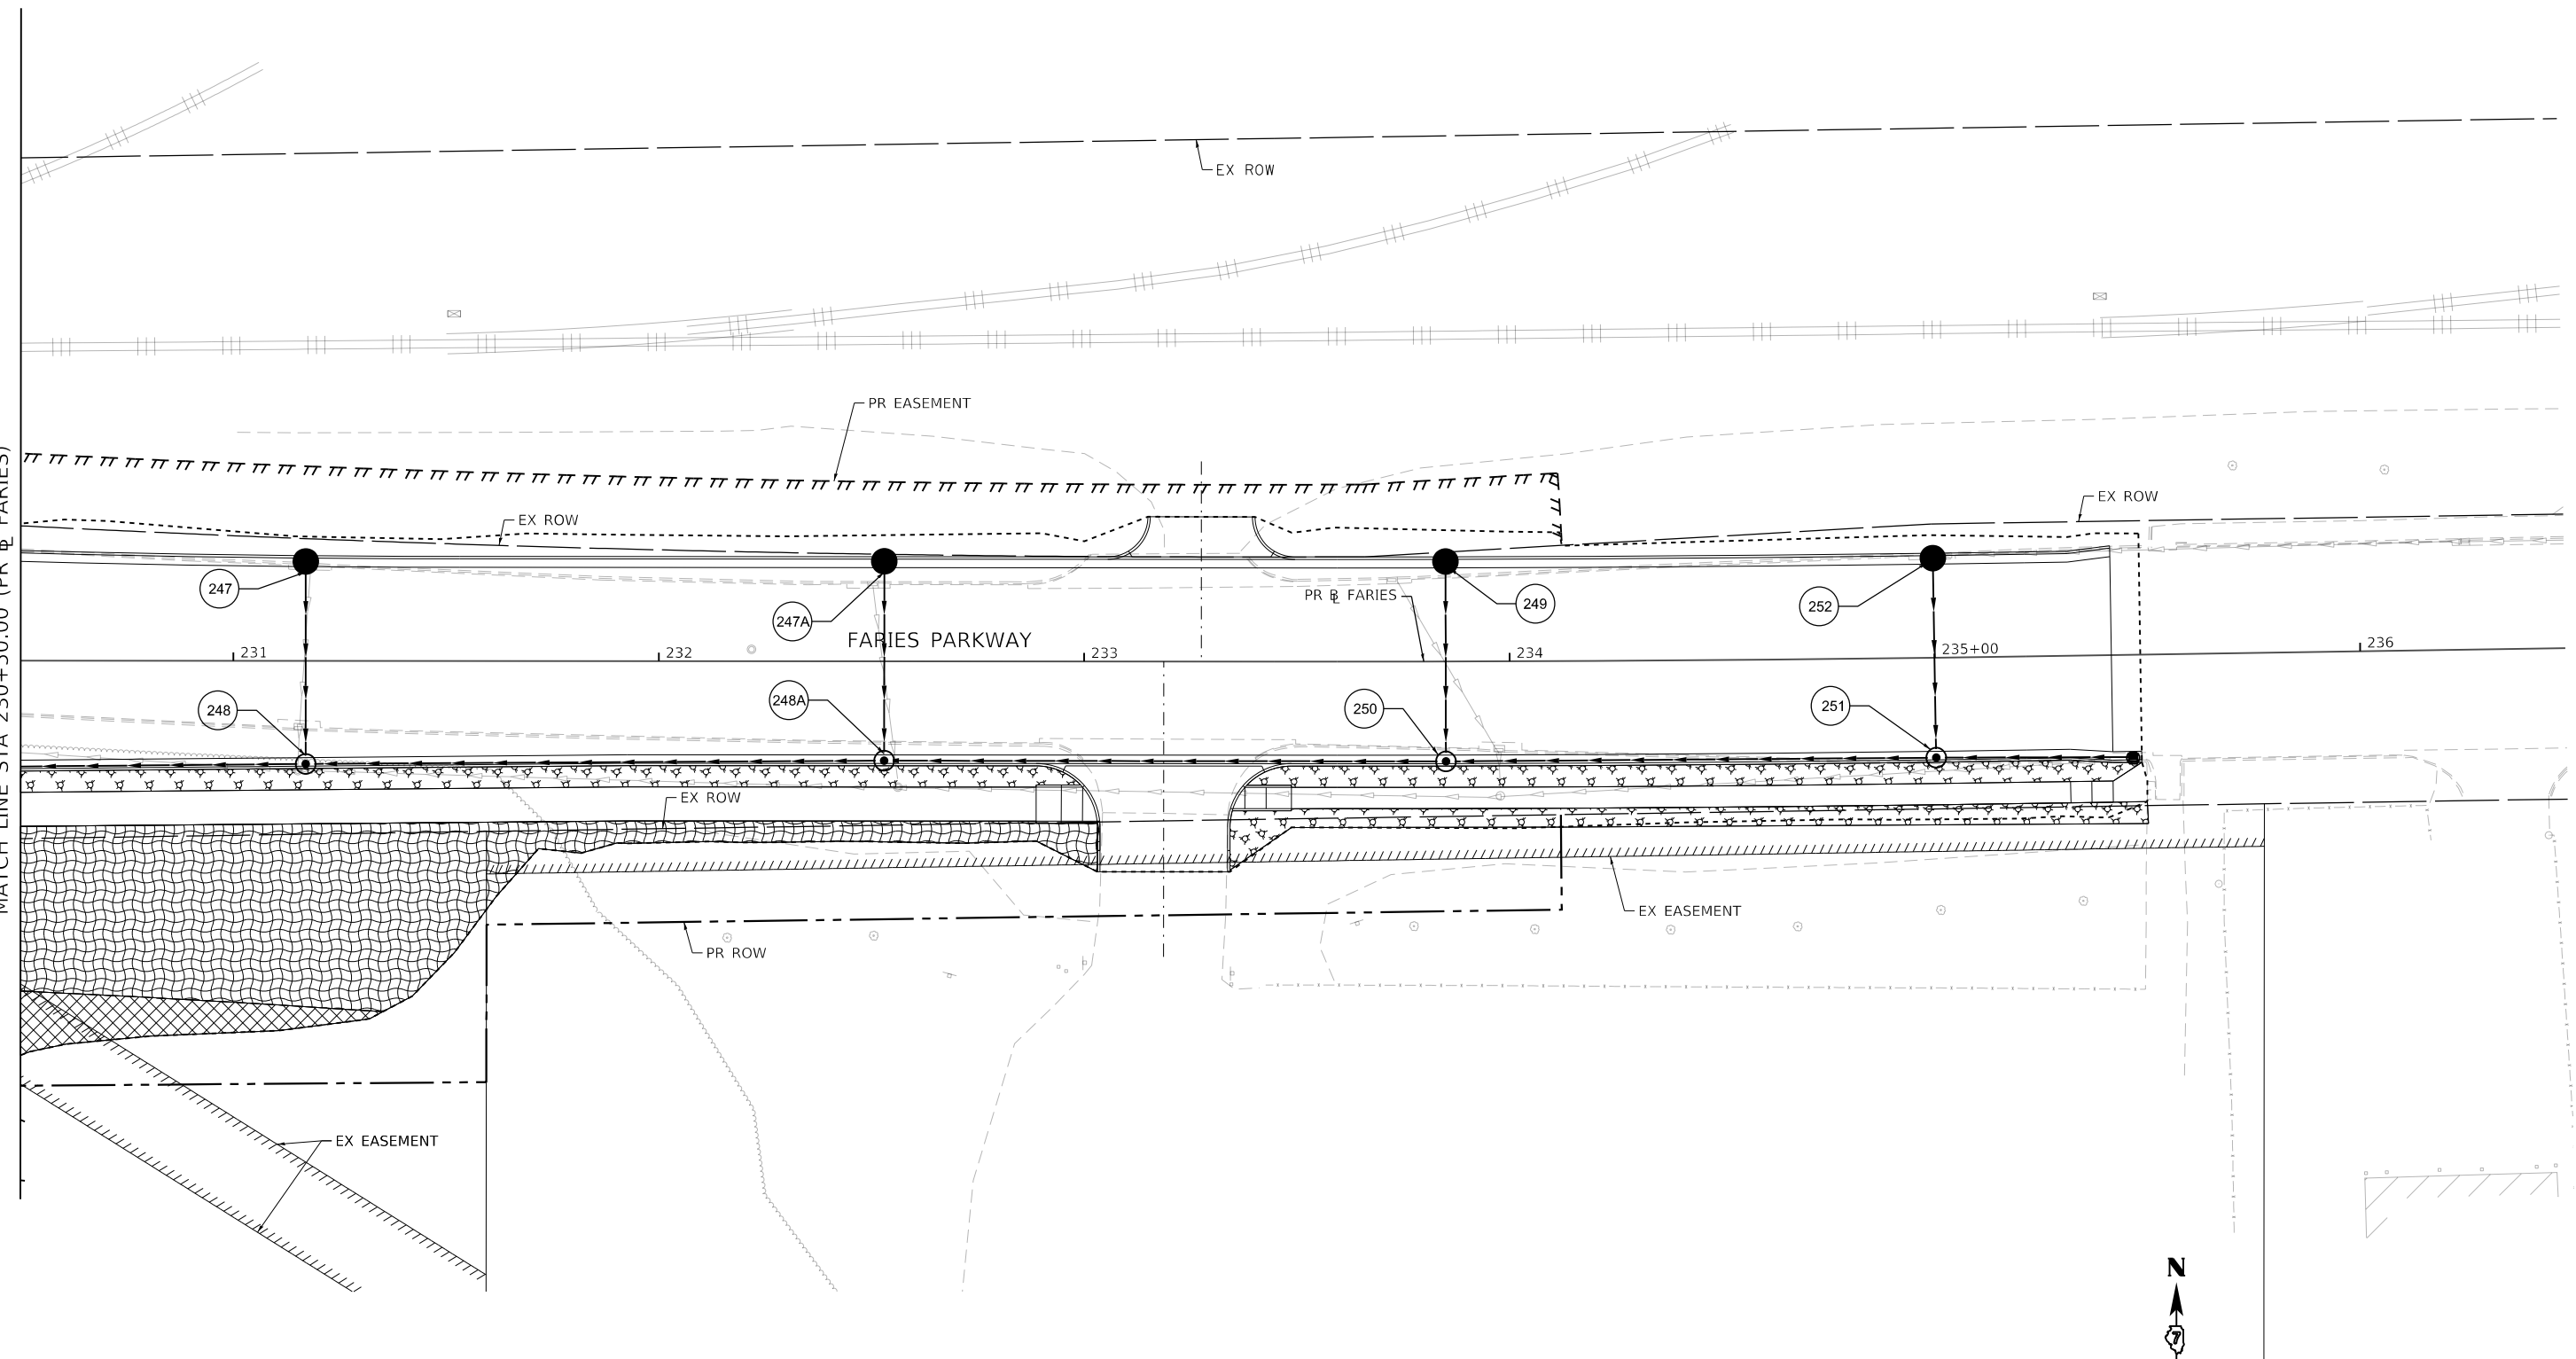 EX ROW
PR EASEMENT
EX ROW
EX ROW
247
247A
PR ℄ FARIES
249
252
FARIES PARKWAY
231
232
233
234
235+00
236
248
248A
250
251
EX ROW
PR ROW
EX EASEMENT
EX EASEMENT
MATCH LINE STA 230+50.00 (PR ℄ FARIES)
N
7